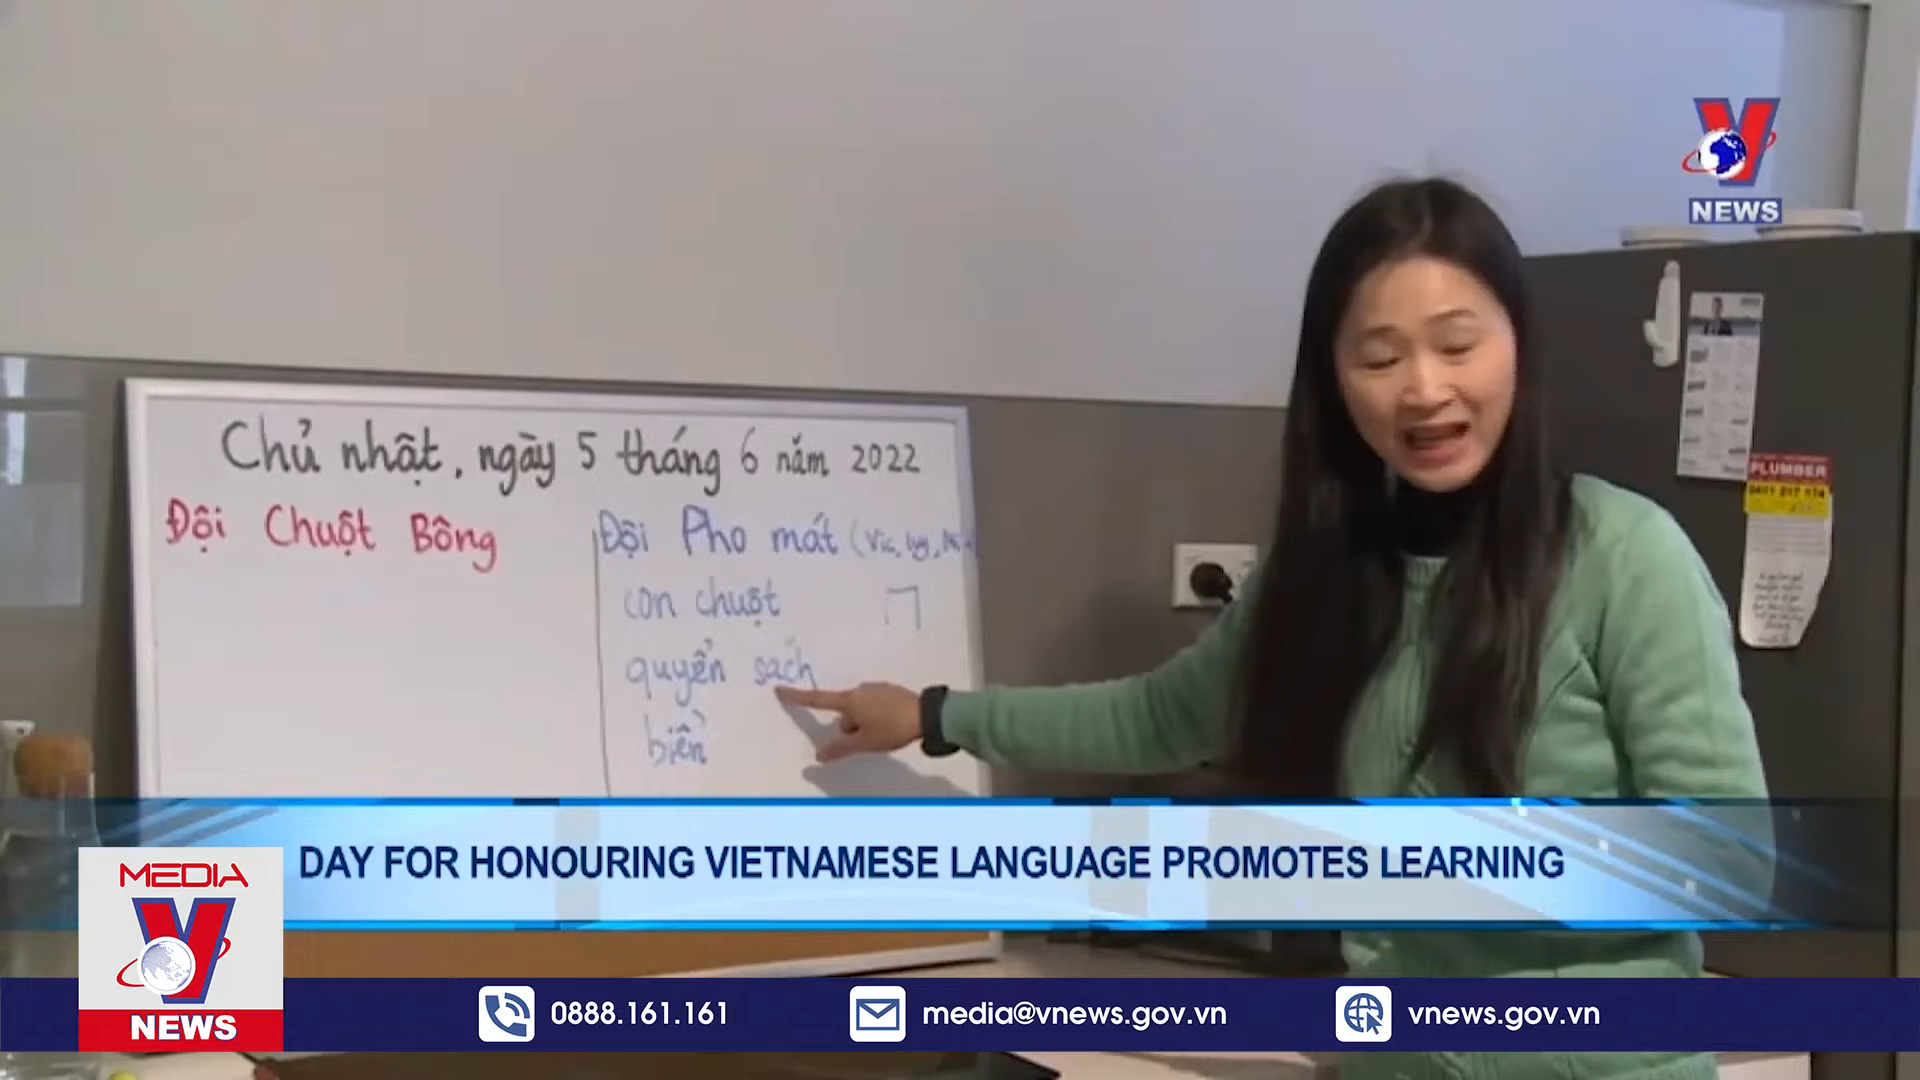 NEWS
Chủ nhật, ngày 5 tháng 6 năm 2022
Đội Chuột Bông
Đội Pho mát (Vic, Ivy,
con chuột
quyển sách
biển
PLUMBER
DAY FOR HONOURING VIETNAMESE LANGUAGE PROMOTES LEARNING
MEDIA
NEWS
0888.161.161
media@vnews.gov.vn
vnews.gov.vn